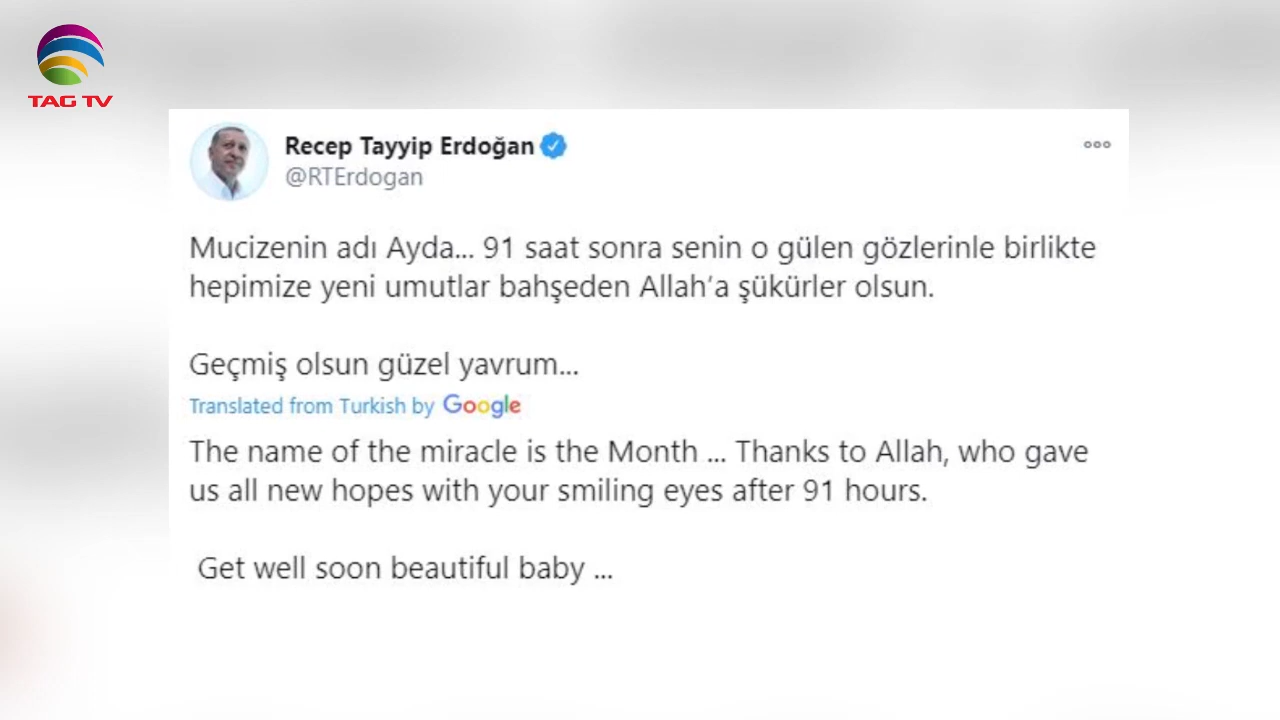 TAG TV
Recep Tayyip Erdoğan
@RTErdogan
Mucizenin adı Ayda... 91 saat sonra senin o gülen gözlerinle birlikte
hepimize yeni umutlar bahşeden Allah'a şükürler olsun.
Geçmiş olsun güzel yavrum...
Translated from Turkish by Google
The name of the miracle is the Month ... Thanks to Allah, who gave
us all new hopes with your smiling eyes after 91 hours.
Get well soon beautiful baby ...